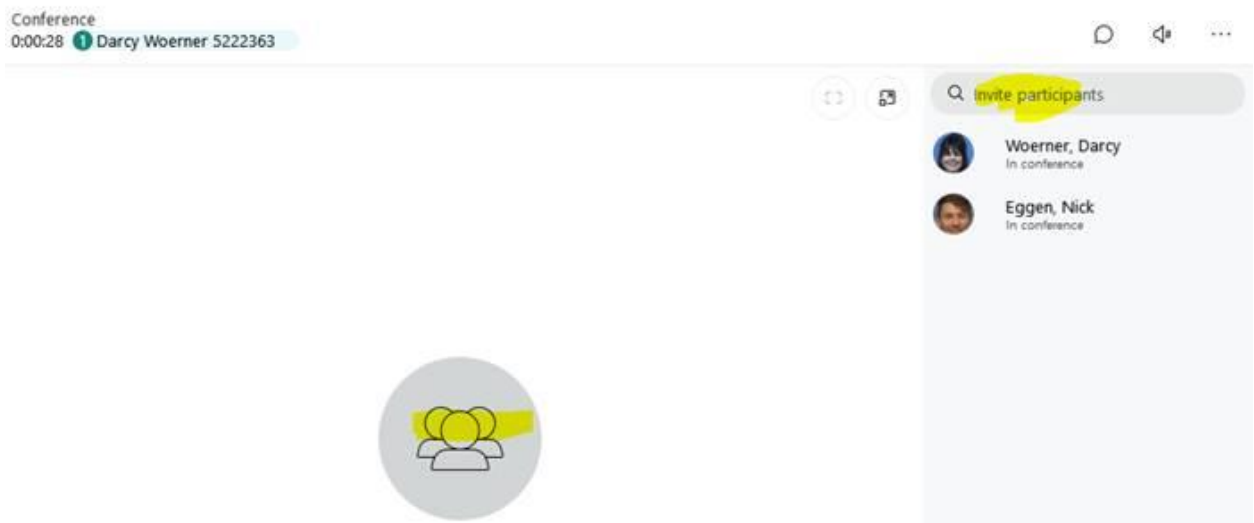 Conference
0:00:28 1 Darcy Woerner 5222363
Invite participants
Woerner, Darcy
In conference
Eggen, Nick
In conference